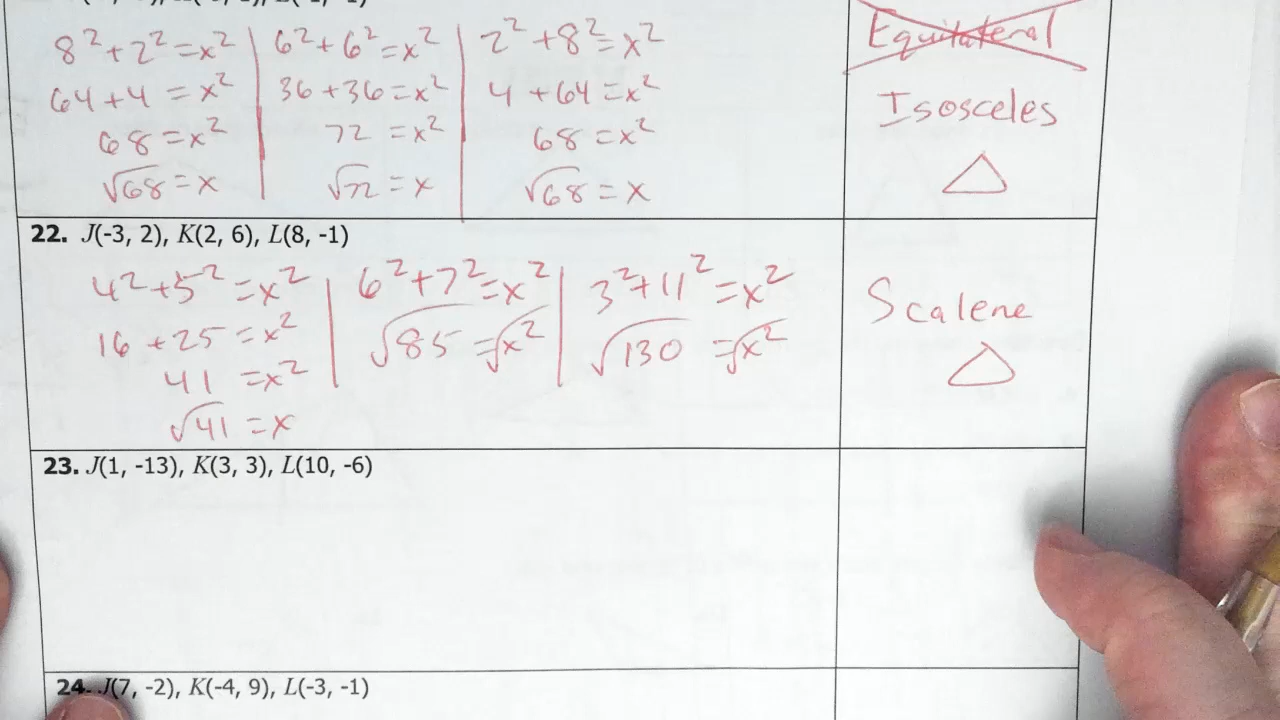 8² + 2² = x² 6² + 6² = x² 2² + 8² = x² Equilateral
64 + 4 = x² 36 + 36 = x² 4 + 64 = x² Isosceles
68 = x² 72 = x² 68 = x²
√68 = x √72 = x √68 = x
22. J(-3, 2), K(2, 6), L(8, -1)
4² + 5² = x² 6² + 7² = x² 3² + 11² = x² Scalene
16 + 25 = x² √85 = √x² √130 = √x²
41 = x²
√41 = x
23. J(1, -13), K(3, 3), L(10, -6)
24. J(7, -2), K(-4, 9), L(-3, -1)